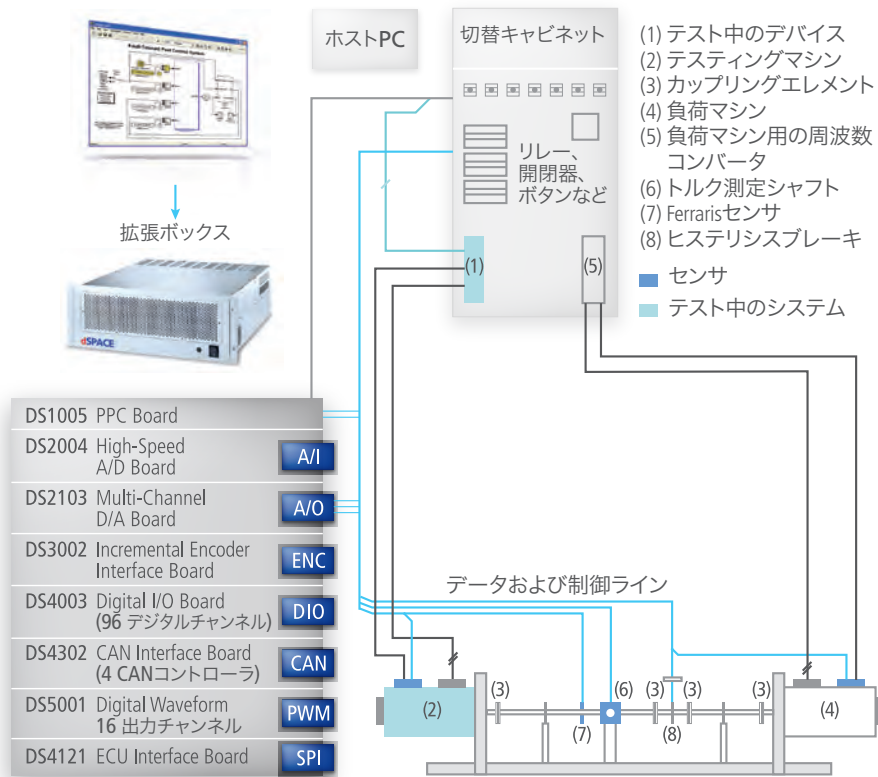 ホストPC
切替キャビネット
(1) テスト中のデバイス
(2) テスティングマシン
(3) カップリングエレメント
(4) 負荷マシン
(5) 負荷マシン用の周波数
コンバータ
(6) トルク測定シャフト
(7) Ferrarisセンサ
(8) ヒステリシスブレーキ
センサ
テスト中のシステム
リレー、
開閉器、
ボタンなど
(1)
(5)
拡張ボックス
dSPACE
DS1005 PPC Board
DS2004 High-Speed
A/D Board
A/I
DS2103 Multi-Channel
D/A Board
A/O
DS3002 Incremental Encoder
Interface Board
ENC
DS4003 Digital I/O Board
(96 デジタルチャンネル)
DIO
DS4302 CAN Interface Board
(4 CANコントローラ)
CAN
DS5001 Digital Waveform
16 出力チャンネル
PWM
DS4121 ECU Interface Board
SPI
データおよび制御ライン
(2)
(3)
(7)
(6)
(3)
(8)
(3)
(3)
(4)